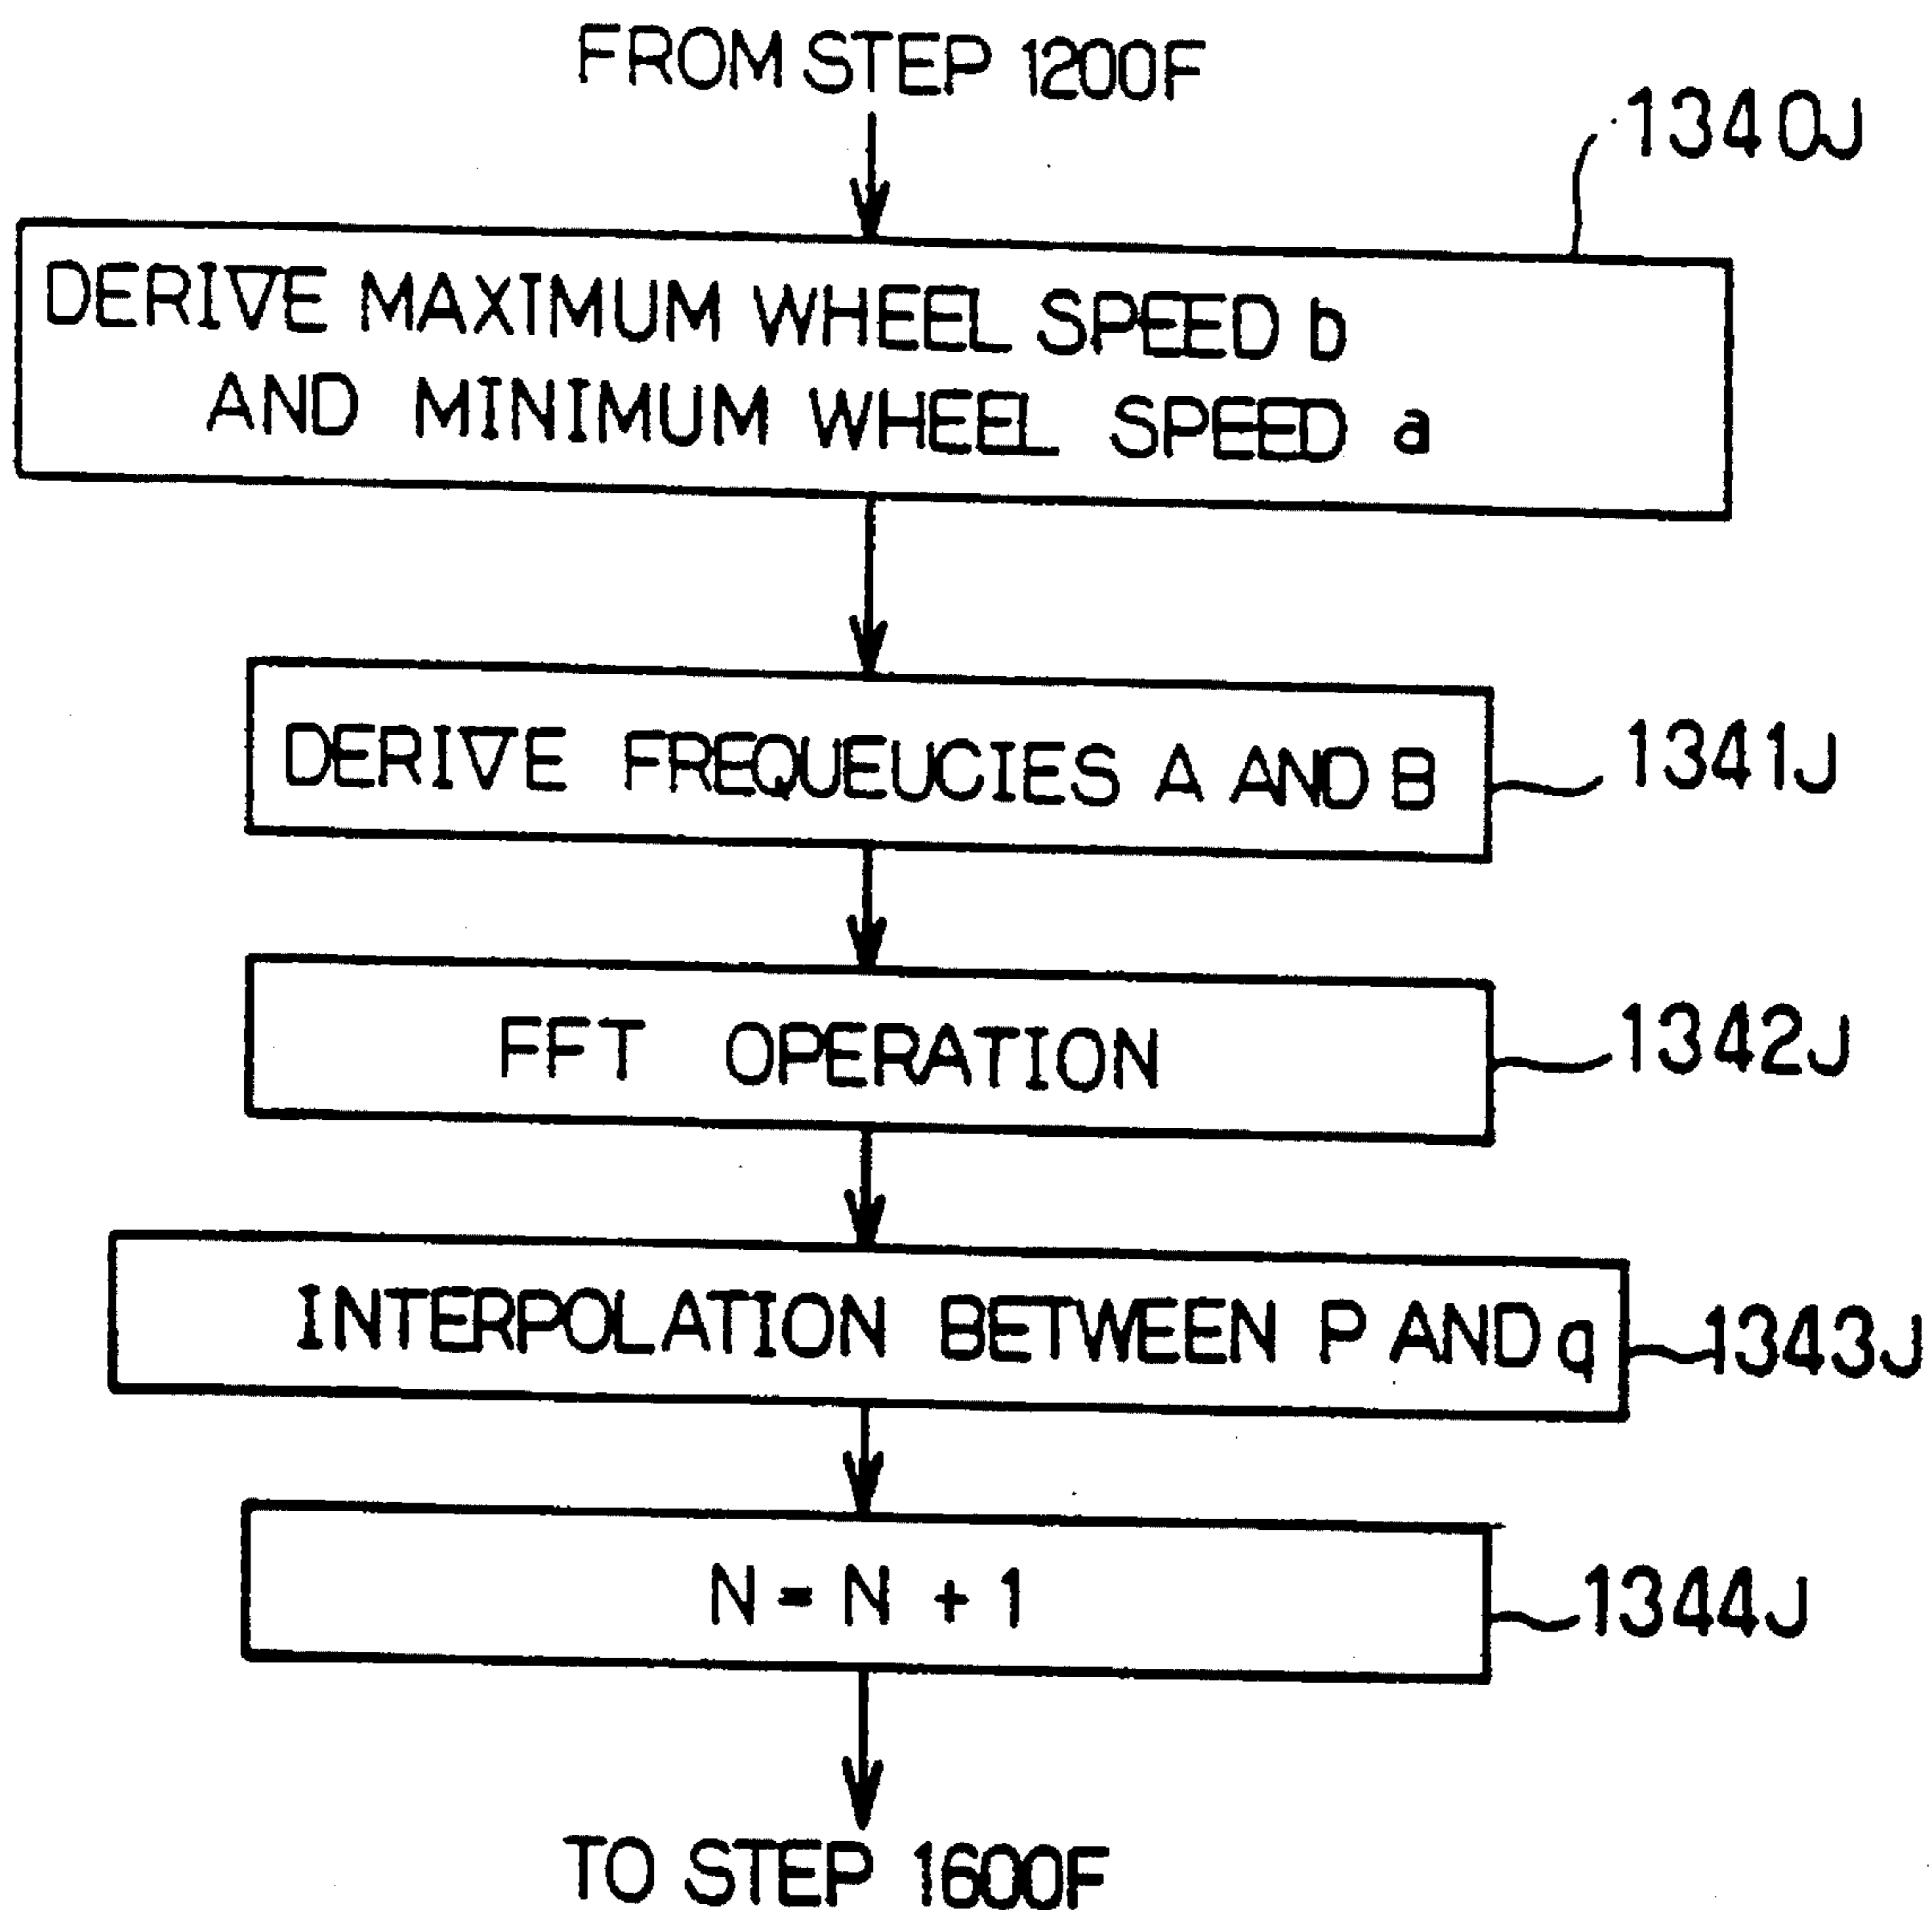 FROM STEP 1200F
1340J
DERIVE MAXIMUM WHEEL SPEED b
AND MINIMUM WHEEL SPEED a
DERIVE FREQUEUCIES A AND B
1341J
FFT OPERATION
1342J
INTERPOLATION BETWEEN P AND q
1343J
N = N + 1
1344J
TO STEP 1600F